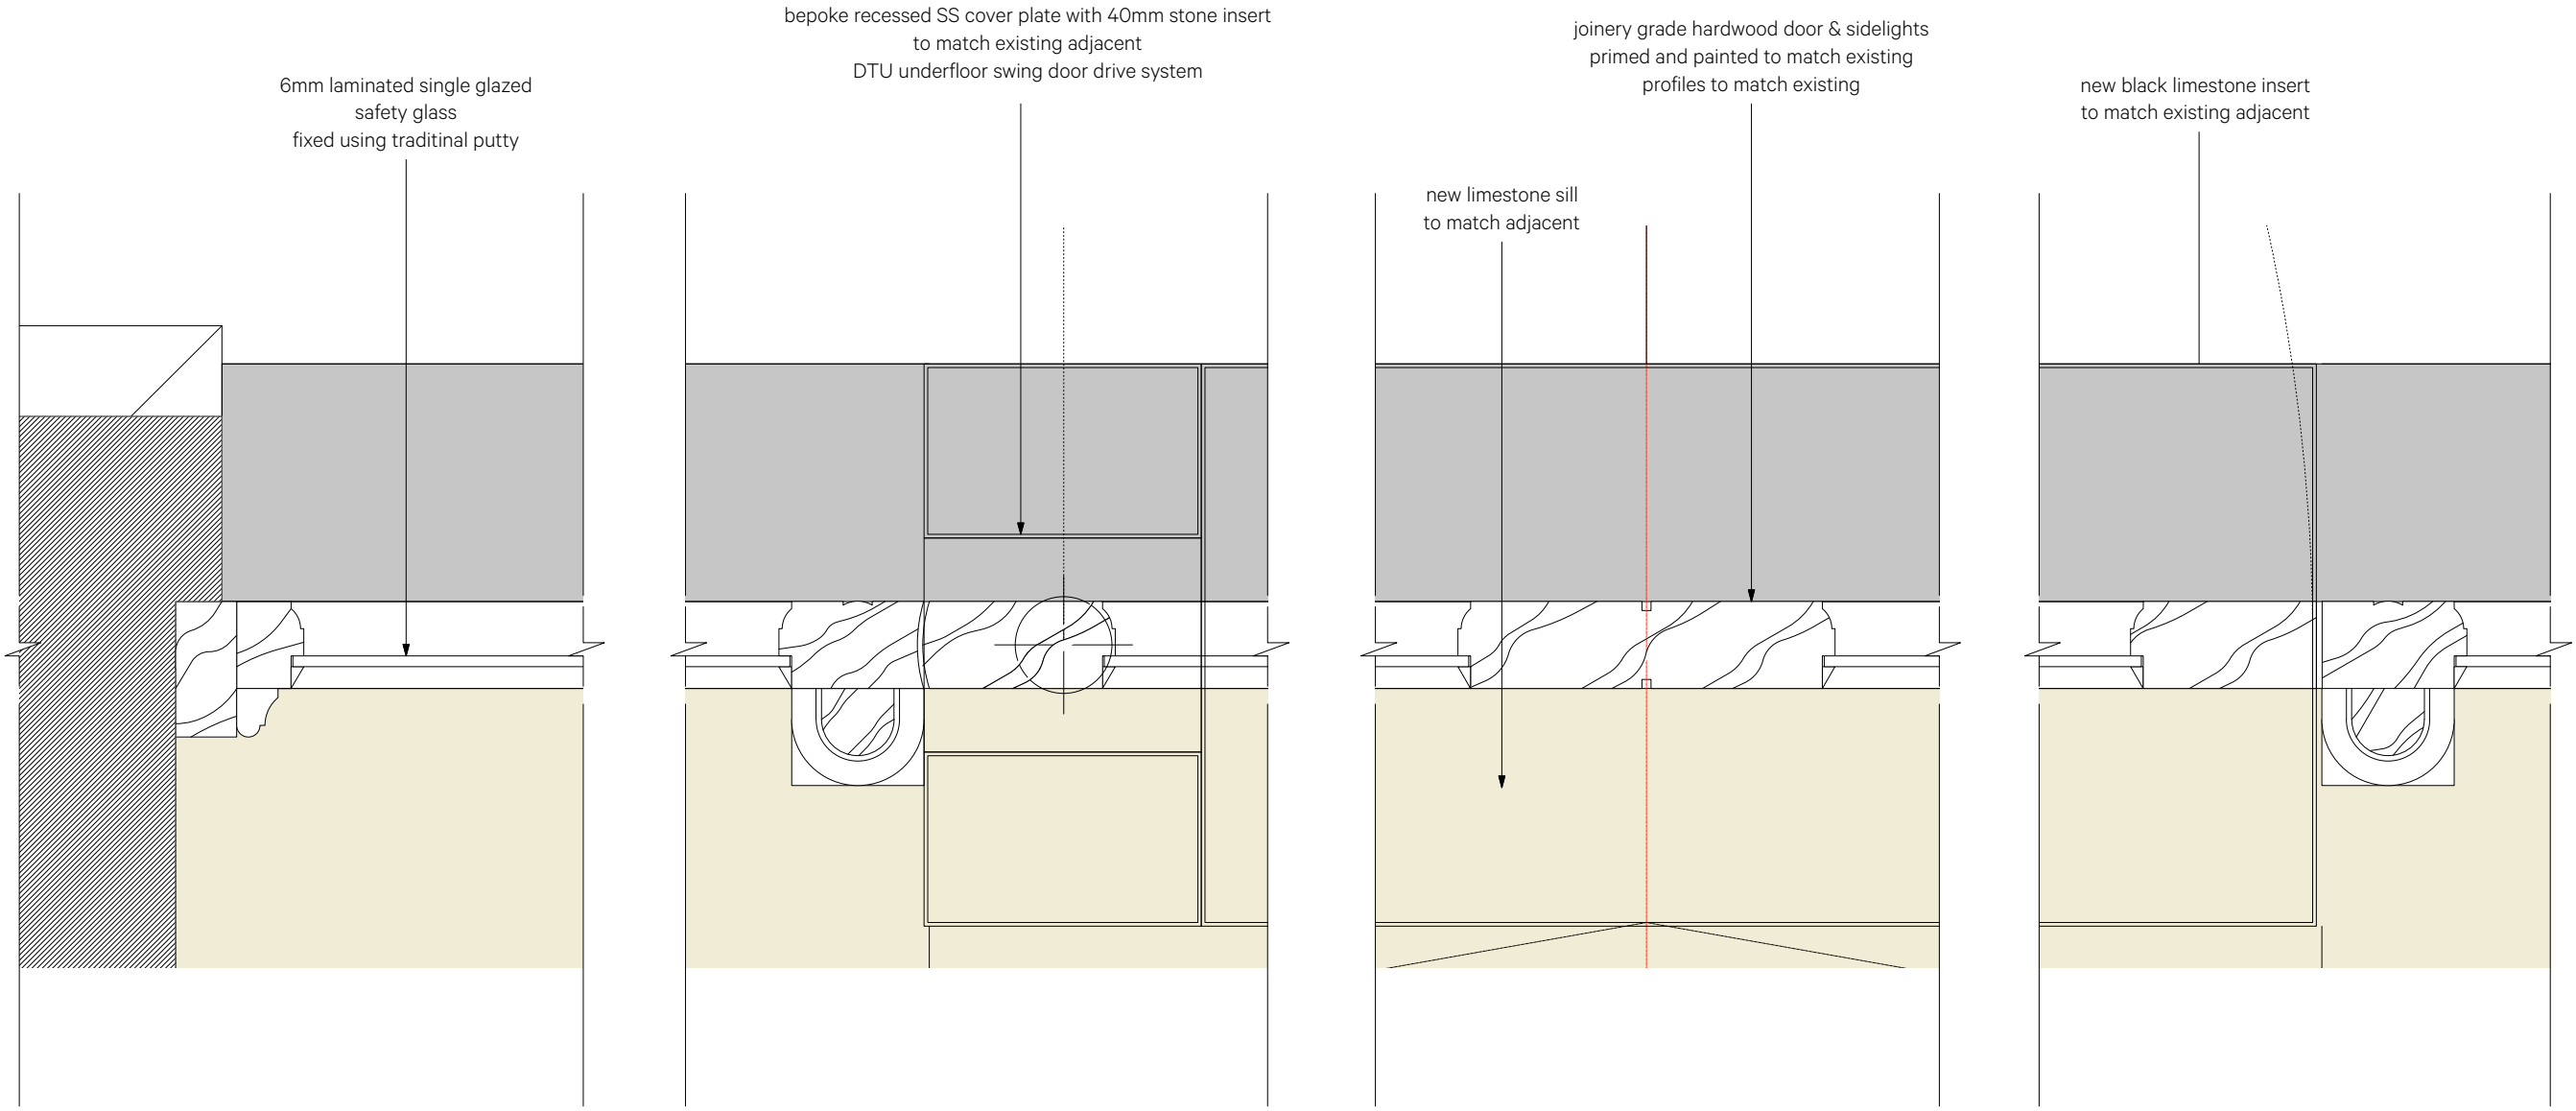 6mm laminated single glazed
safety glass
fixed using traditinal putty
bepoke recessed SS cover plate with 40mm stone insert
to match existing adjacent
DTU underfloor swing door drive system
new limestone sill
to match adjacent
joinery grade hardwood door & sidelights
primed and painted to match existing
profiles to match existing
new black limestone insert
to match existing adjacent